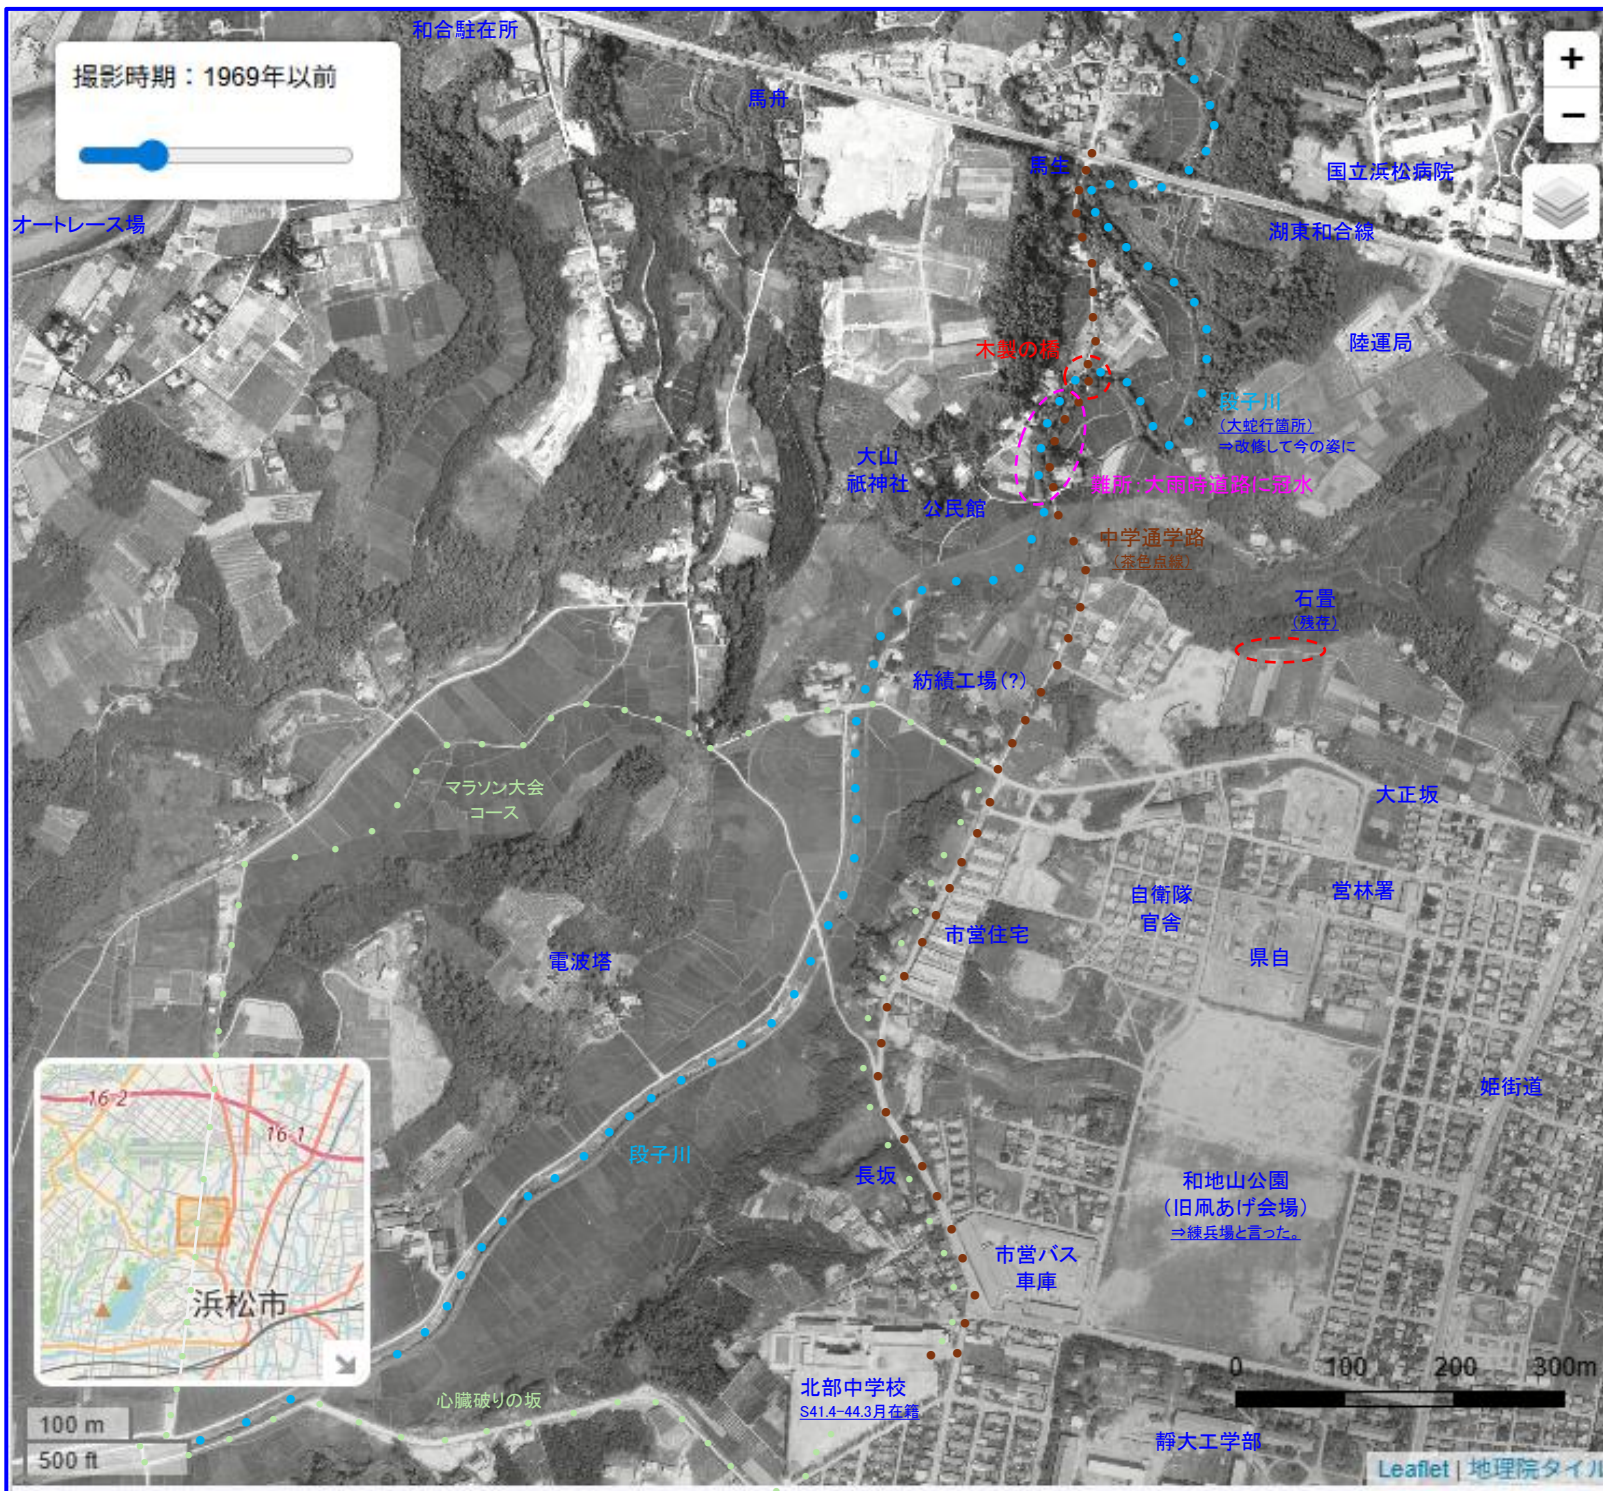 和合駐在所
撮影時期：1969年以前
馬舟
+
−
馬生
国立浜松病院
オートレース場
湖東和合線
陸運局
木製の橋
段子川
（大蛇行箇所）
⇒改修して今の姿に
大山
祇神社
難所：大雨時道路に冠水
公民館
中学通学路
（茶色点線）
石畳
（残存）
紡績工場（?）
マラソン大会
コース
大正坂
自衛隊
官舎
営林署
市営住宅
県自
電波塔
16-2
16-1
浜松市
姫街道
段子川
長坂
和地山公園
（旧凧あげ会場）
⇒練兵場と言った。
市営バス
車庫
0 100 200 300m
北部中学校
S41.4-44.3月在籍
心臓破りの坂
100 m
500 ft
靜大工学部
Leaflet | 地理院タイル